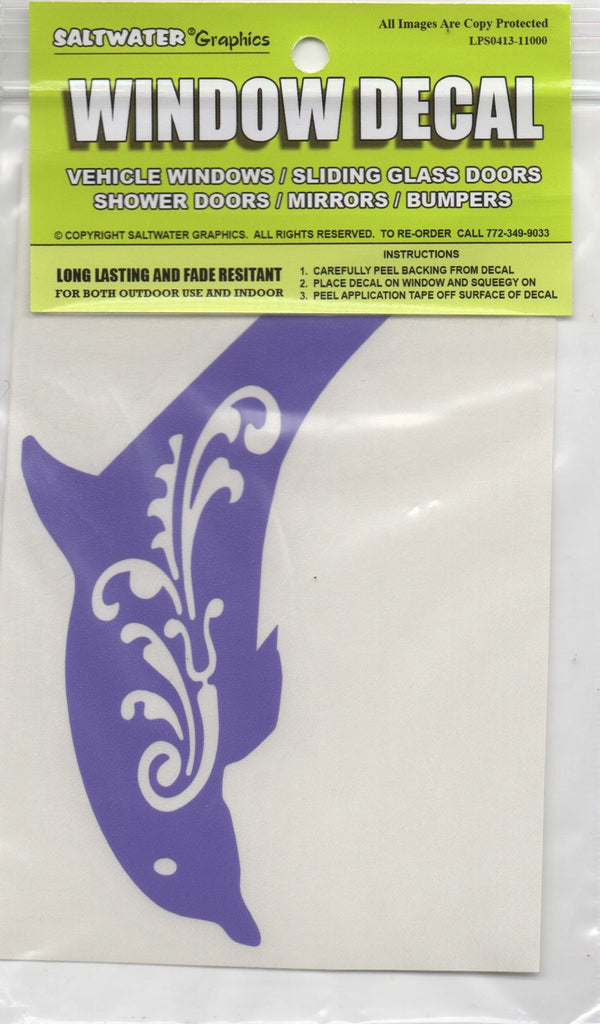 SALTWATER® Graphics
All Images Are Copy Protected
LPS0413-11000
WINDOW DECAL
VEHICLE WINDOWS / SLIDING GLASS DOORS
SHOWER DOORS / MIRRORS / BUMPERS
© COPYRIGHT SALTWATER GRAPHICS. ALL RIGHTS RESERVED. TO RE-ORDER CALL 772-349-9033
LONG LASTING AND FADE RESITANT
FOR BOTH OUTDOOR USE AND INDOOR
INSTRUCTIONS
1. CAREFULLY PEEL BACKING FROM DECAL
2. PLACE DECAL ON WINDOW AND SQUEEGY ON
3. PEEL APPLICATION TAPE OFF SURFACE OF DECAL